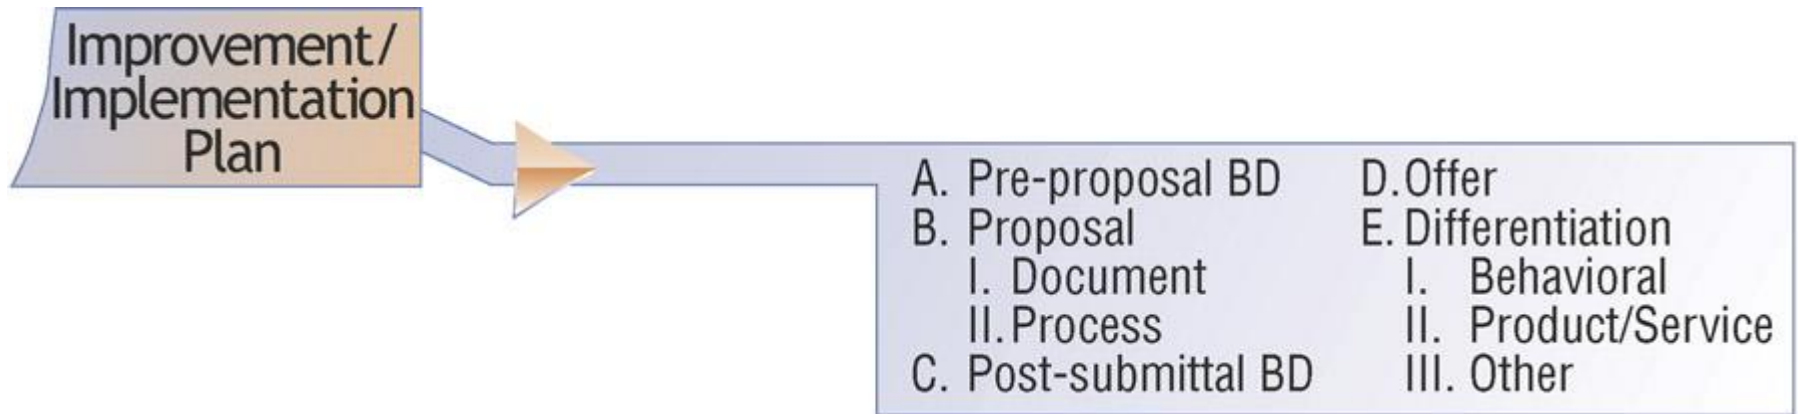 Improvement/
Implementation
Plan
A. Pre-proposal BD
B. Proposal
I. Document
II. Process
C. Post-submittal BD
D. Offer
E. Differentiation
I. Behavioral
II. Product/Service
III. Other